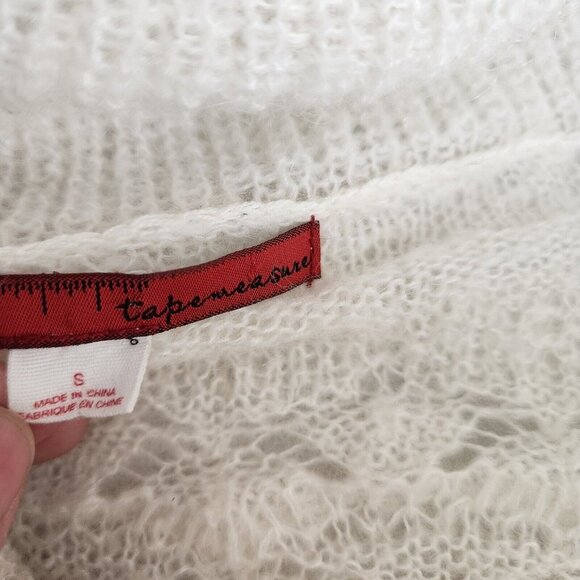 tapemeasure
S
MADE IN CHINA
FABRIQUE EN CHINE